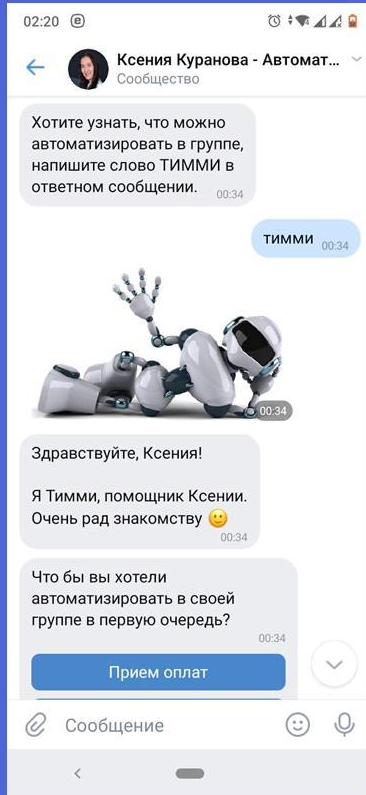 02:20
Ксения Куранова - Автомат...
Сообщество
Хотите узнать, что можно
автоматизировать в группе,
напишите слово ТИММИ в
ответном сообщении.
00:34
тимми
00:34
00:34
Здравствуйте, Ксения!
Я Тимми, помощник Ксении.
Очень рад знакомству
00:34
Что бы вы хотели
автоматизировать в своей
группе в первую очередь?
00:34
Прием оплат
Сообщение